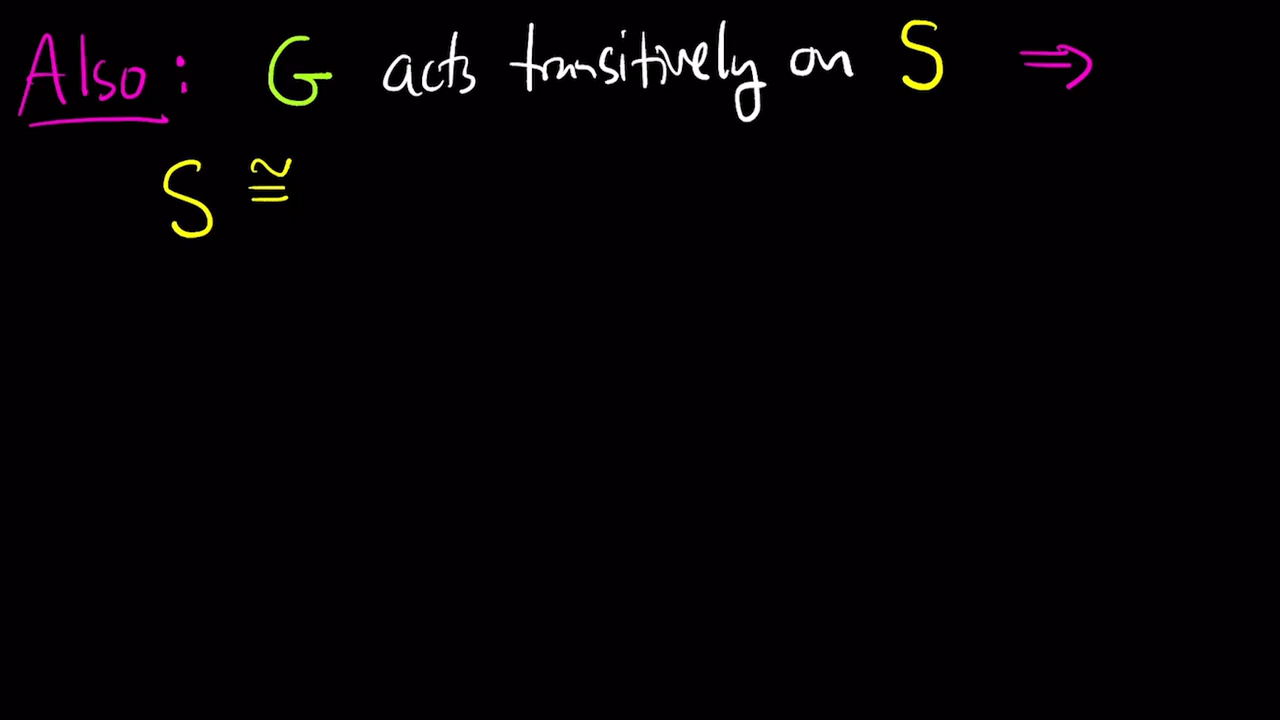 Also: G acts transitively on S ⇒
S ≅